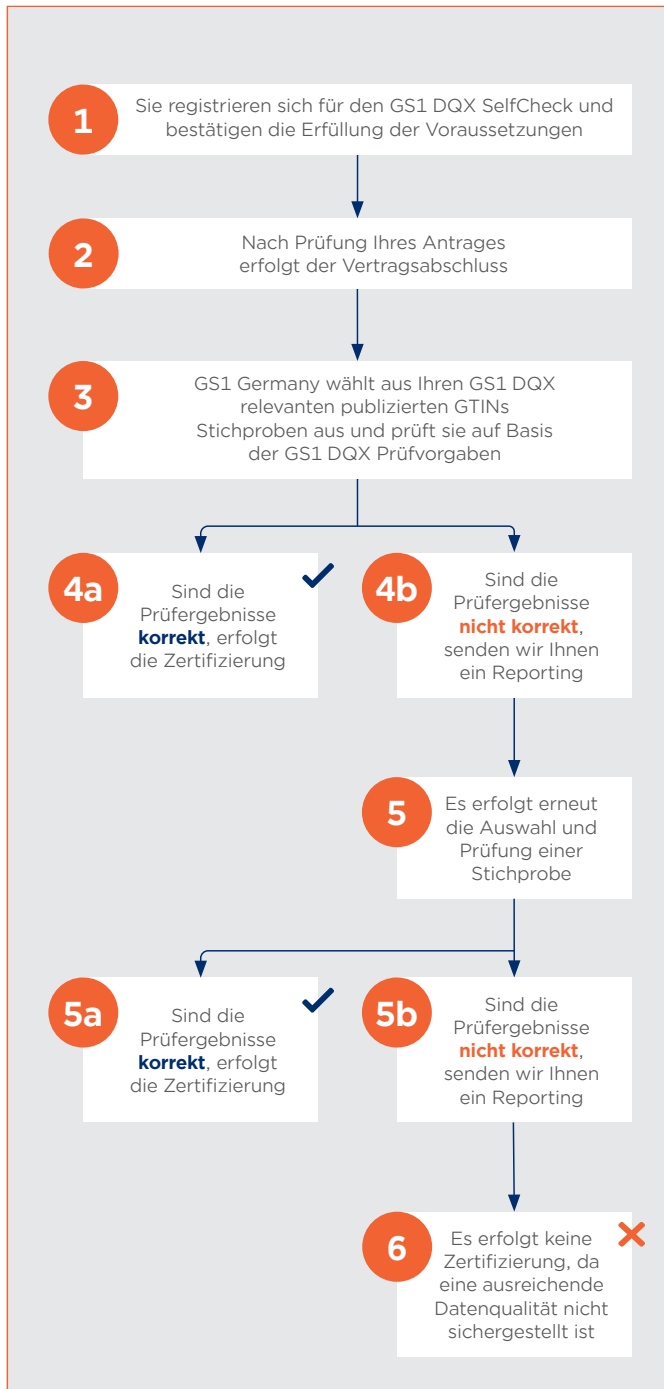 1
Sie registrieren sich für den GS1 DQX SelfCheck und
bestätigen die Erfüllung der Voraussetzungen
2
Nach Prüfung Ihres Antrages
erfolgt der Vertragsabschluss
3
GS1 Germany wählt aus Ihren GS1 DQX
relevanten publizierten GTINs
Stichproben aus und prüft sie auf Basis
der GS1 DQX Prüfvorgaben
4a
Sind die
Prüfergebnisse
korrekt, erfolgt
die Zertifizierung
4b
Sind die
Prüfergebnisse
nicht korrekt,
senden wir Ihnen
ein Reporting
5
Es erfolgt erneut
die Auswahl und
Prüfung einer
Stichprobe
5a
Sind die
Prüfergebnisse
korrekt, erfolgt
die Zertifizierung
5b
Sind die
Prüfergebnisse
nicht korrekt,
senden wir Ihnen
ein Reporting
6
Es erfolgt keine
Zertifizierung, da
eine ausreichende
Datenqualität nicht
sichergestellt ist